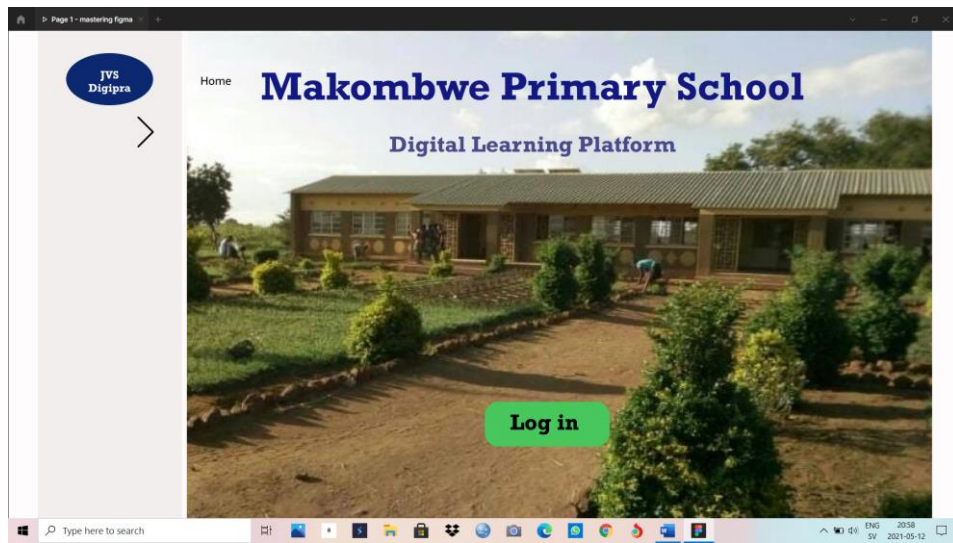 Page 1 - mastering figma
JVS
Digipra
Home
Makombwe Primary School
Digital Learning Platform
Log in
Type here to search
ENG
SV
20:58
2021-05-12